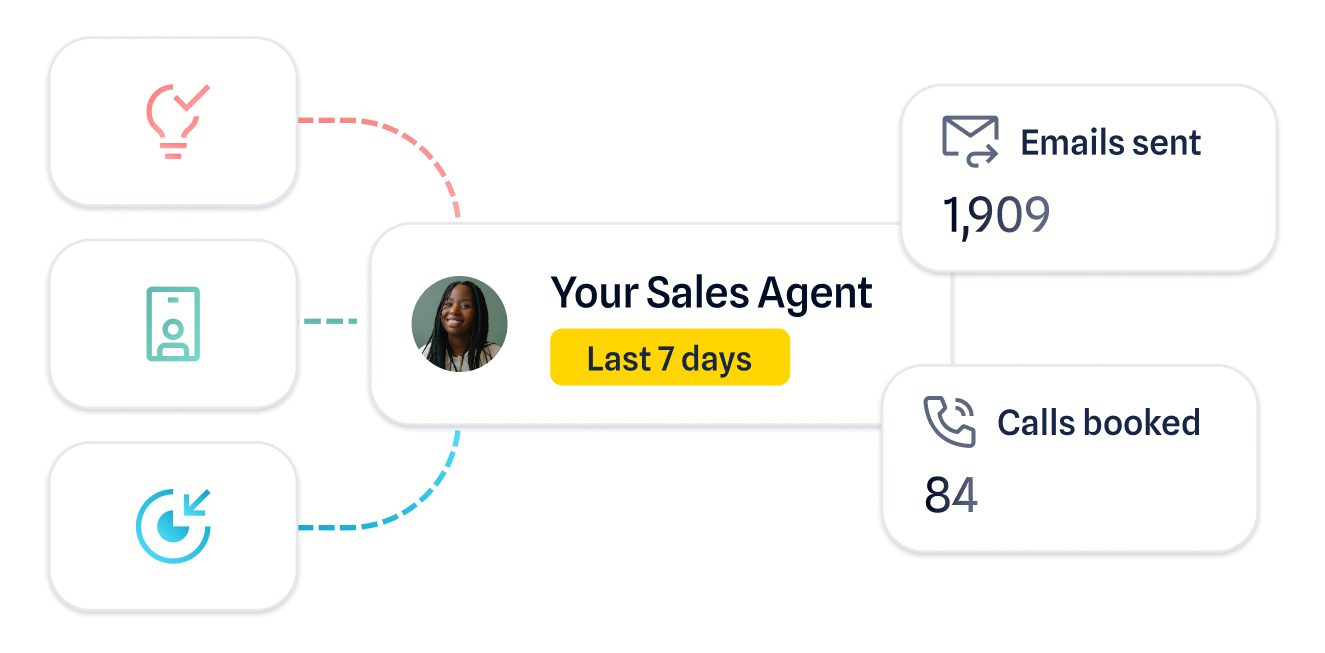 Emails sent
1,909
Your Sales Agent
Last 7 days
Calls booked
84